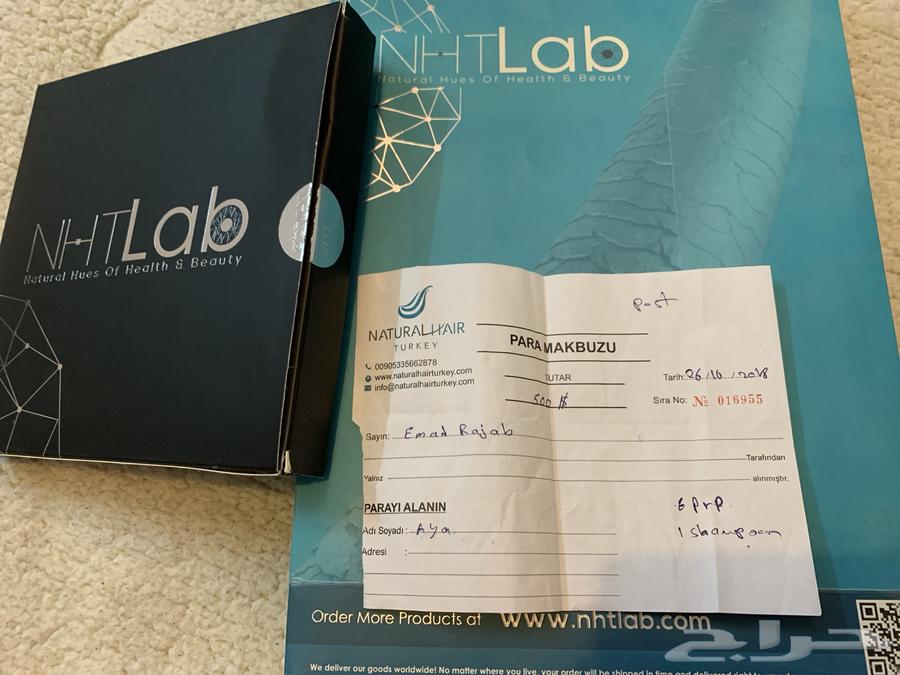 NHTLab
Natural Hues Of Health & Beauty
NHTLab
Natural Hues Of Health & Beauty
NATURALHAIR
TURKEY
00905335662878
www.naturalhairturkey.com
info@naturalhairturkey.com
PARA MAKBUZU
TUTAR
500 $
Tarih: 26/10/2018
Sıra No: № 016955
Sayın: Emad Rajab
Tarafından
Yalnız
alınmıştır.
PARAYI ALANIN
Adı Soyadı: Aya
Adresi :
6 prp
1 shampoon
Order More Products at www.nhtlab.com
We deliver our goods worldwide! No matter where you live, your order will be shipped in time and delivered right to
حراج